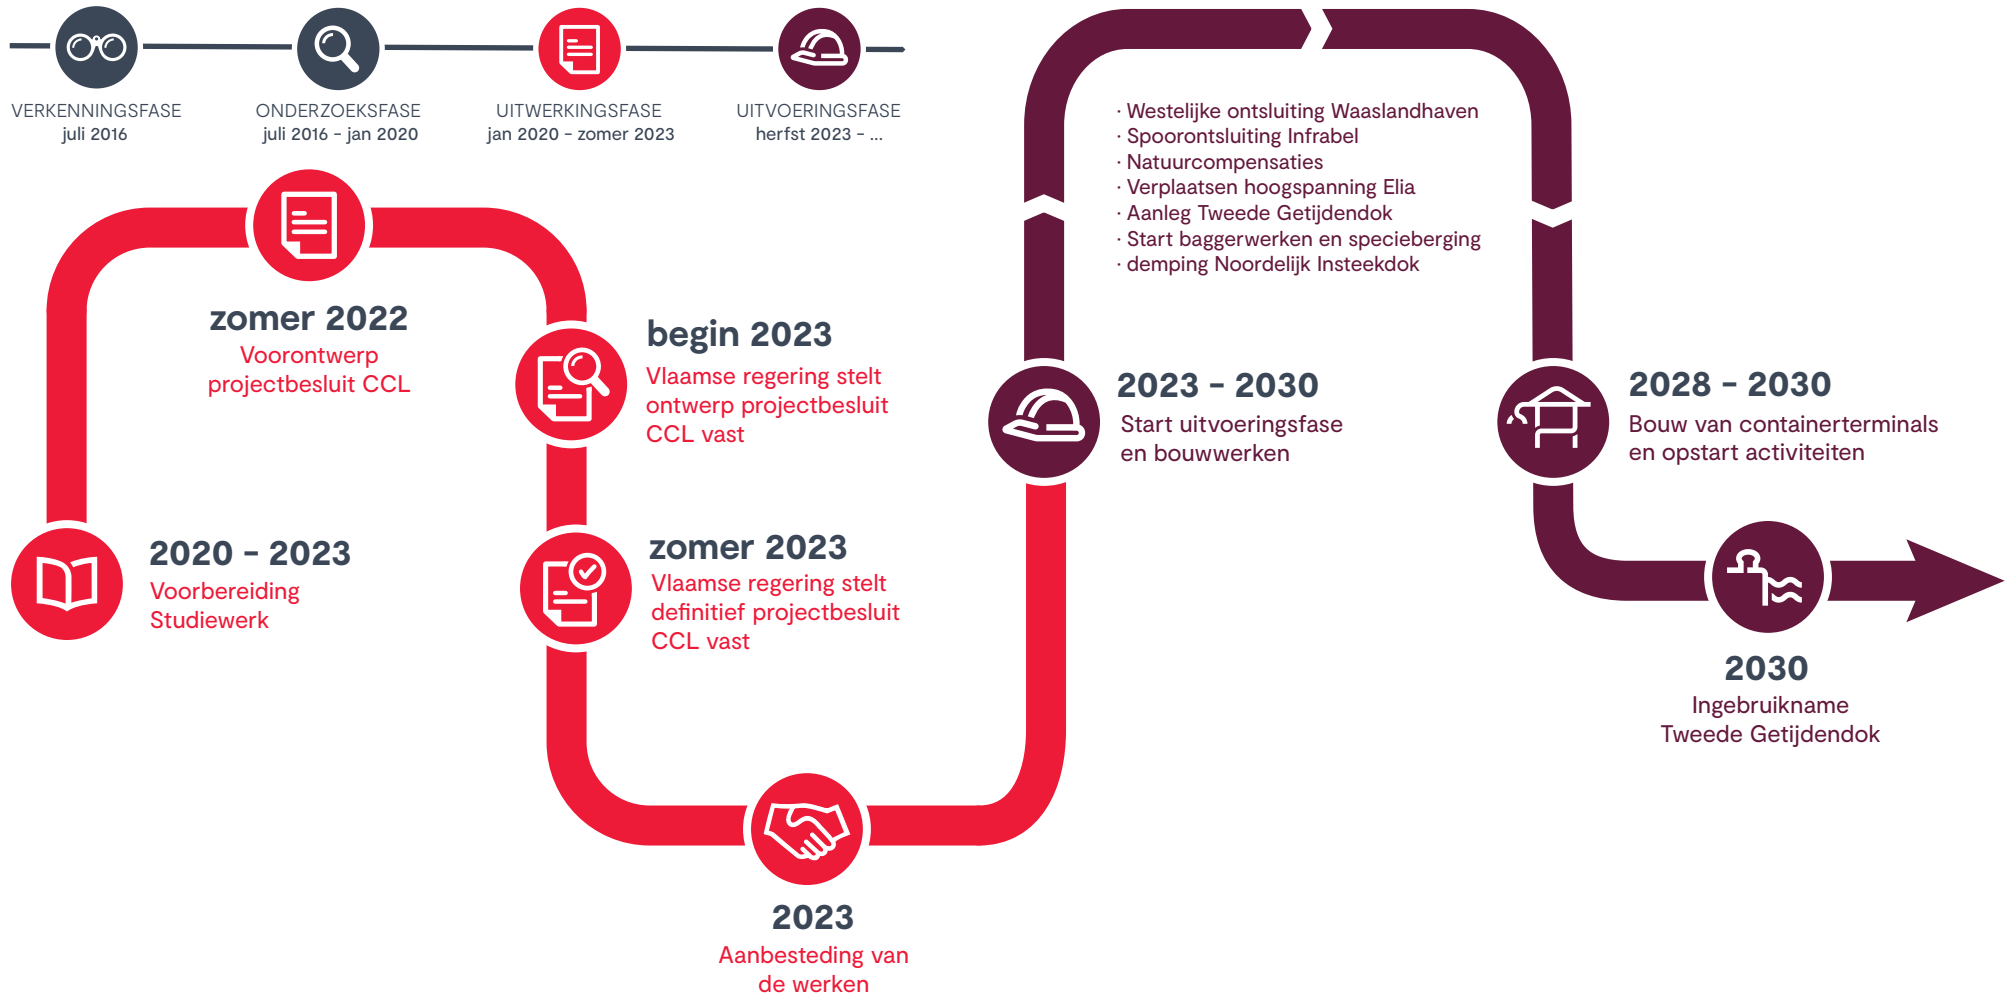 VERKENNINGSFASE
juli 2016
ONDERZOEKSFASE
juli 2016 - jan 2020
UITWERKINGSFASE
jan 2020 - zomer 2023
UITVOERINGSFASE
herfst 2023 - ...
2020 - 2023
Voorbereiding
Studiewerk
zomer 2022
Voorontwerp
projectbesluit CCL
begin 2023
Vlaamse regering stelt
ontwerp projectbesluit
CCL vast
zomer 2023
Vlaamse regering stelt
definitief projectbesluit
CCL vast
2023
Aanbesteding van
de werken
2023 - 2030
Start uitvoeringsfase
en bouwwerken
· Westelijke ontsluiting Waaslandhaven
· Spoorontsluiting Infrabel
· Natuurcompensaties
· Verplaatsen hoogspanning Elia
· Aanleg Tweede Getijdendok
· Start baggerwerken en specieberging
· demping Noordelijk Insteekdok
2028 - 2030
Bouw van containerterminals
en opstart activiteiten
2030
Ingebruikname
Tweede Getijdendok